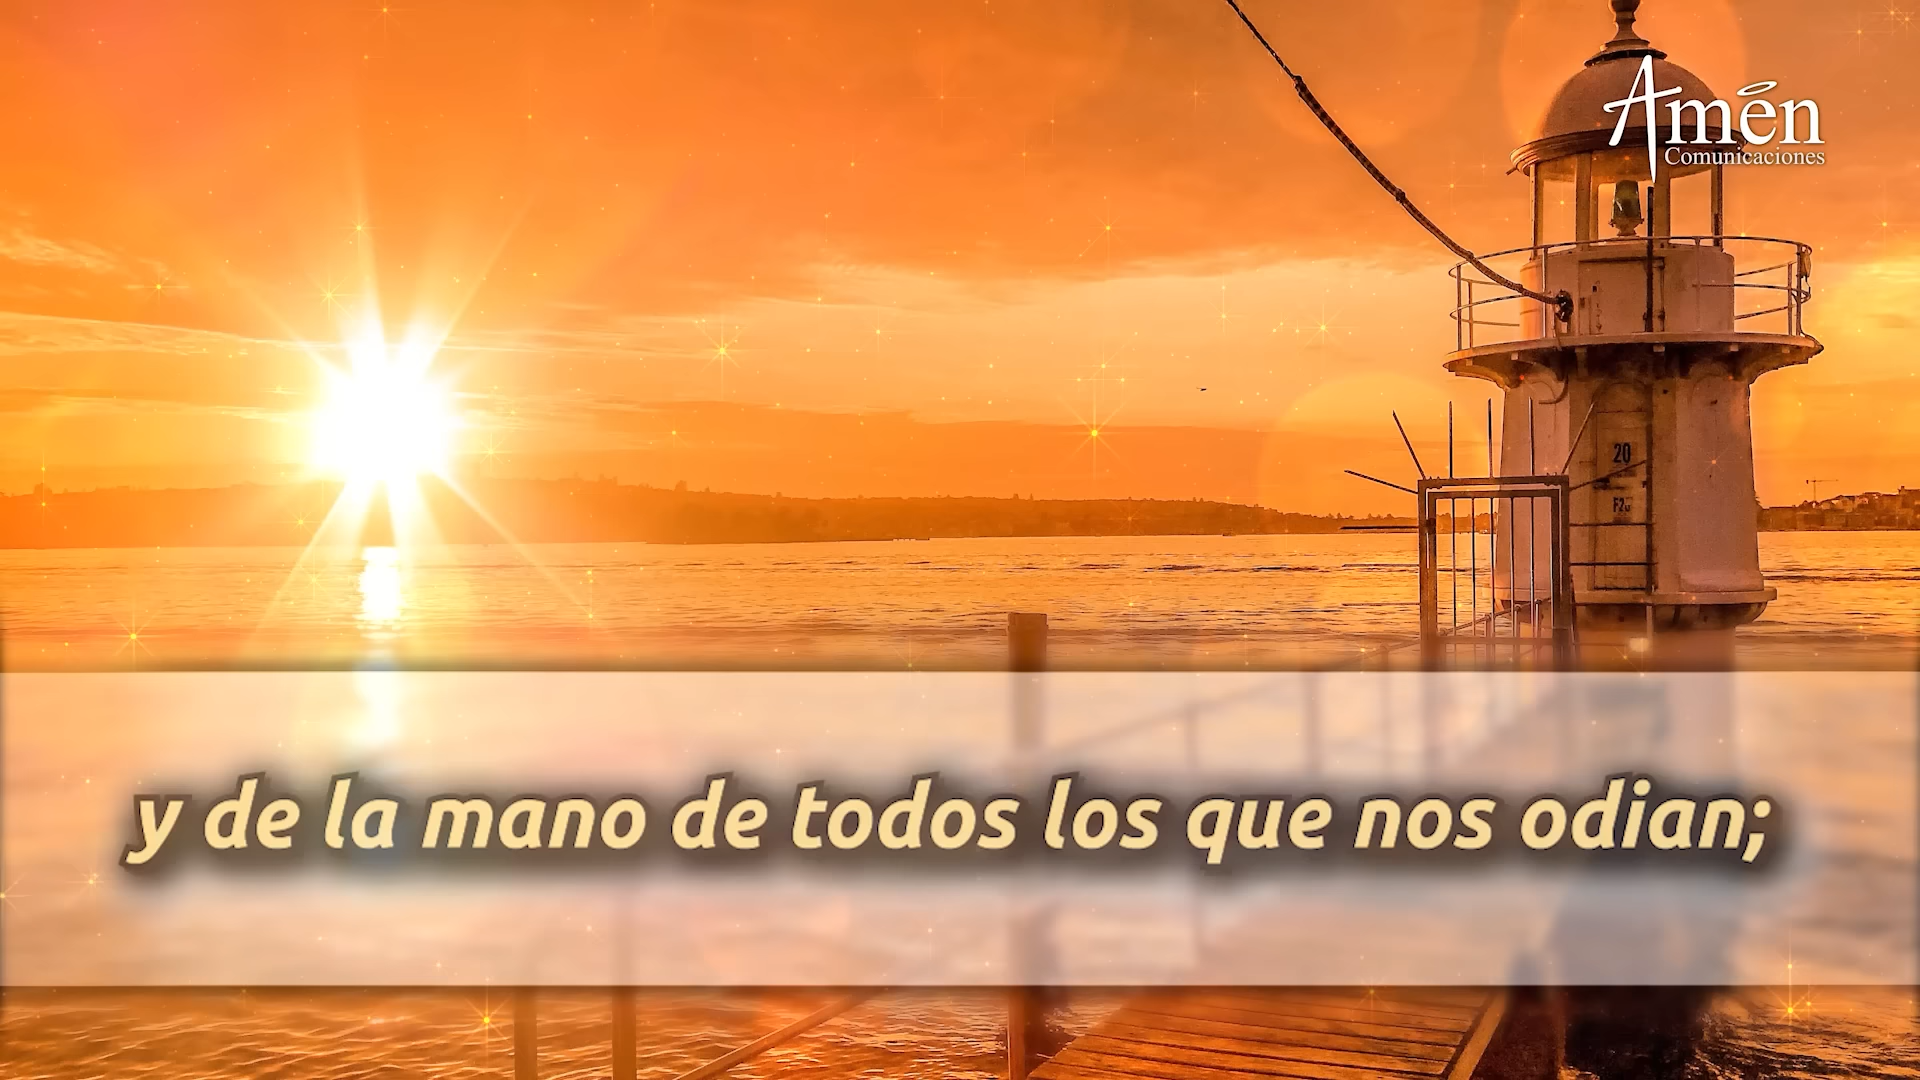 Amén
Comunicaciones
20
y de la mano de todos los que nos odian;